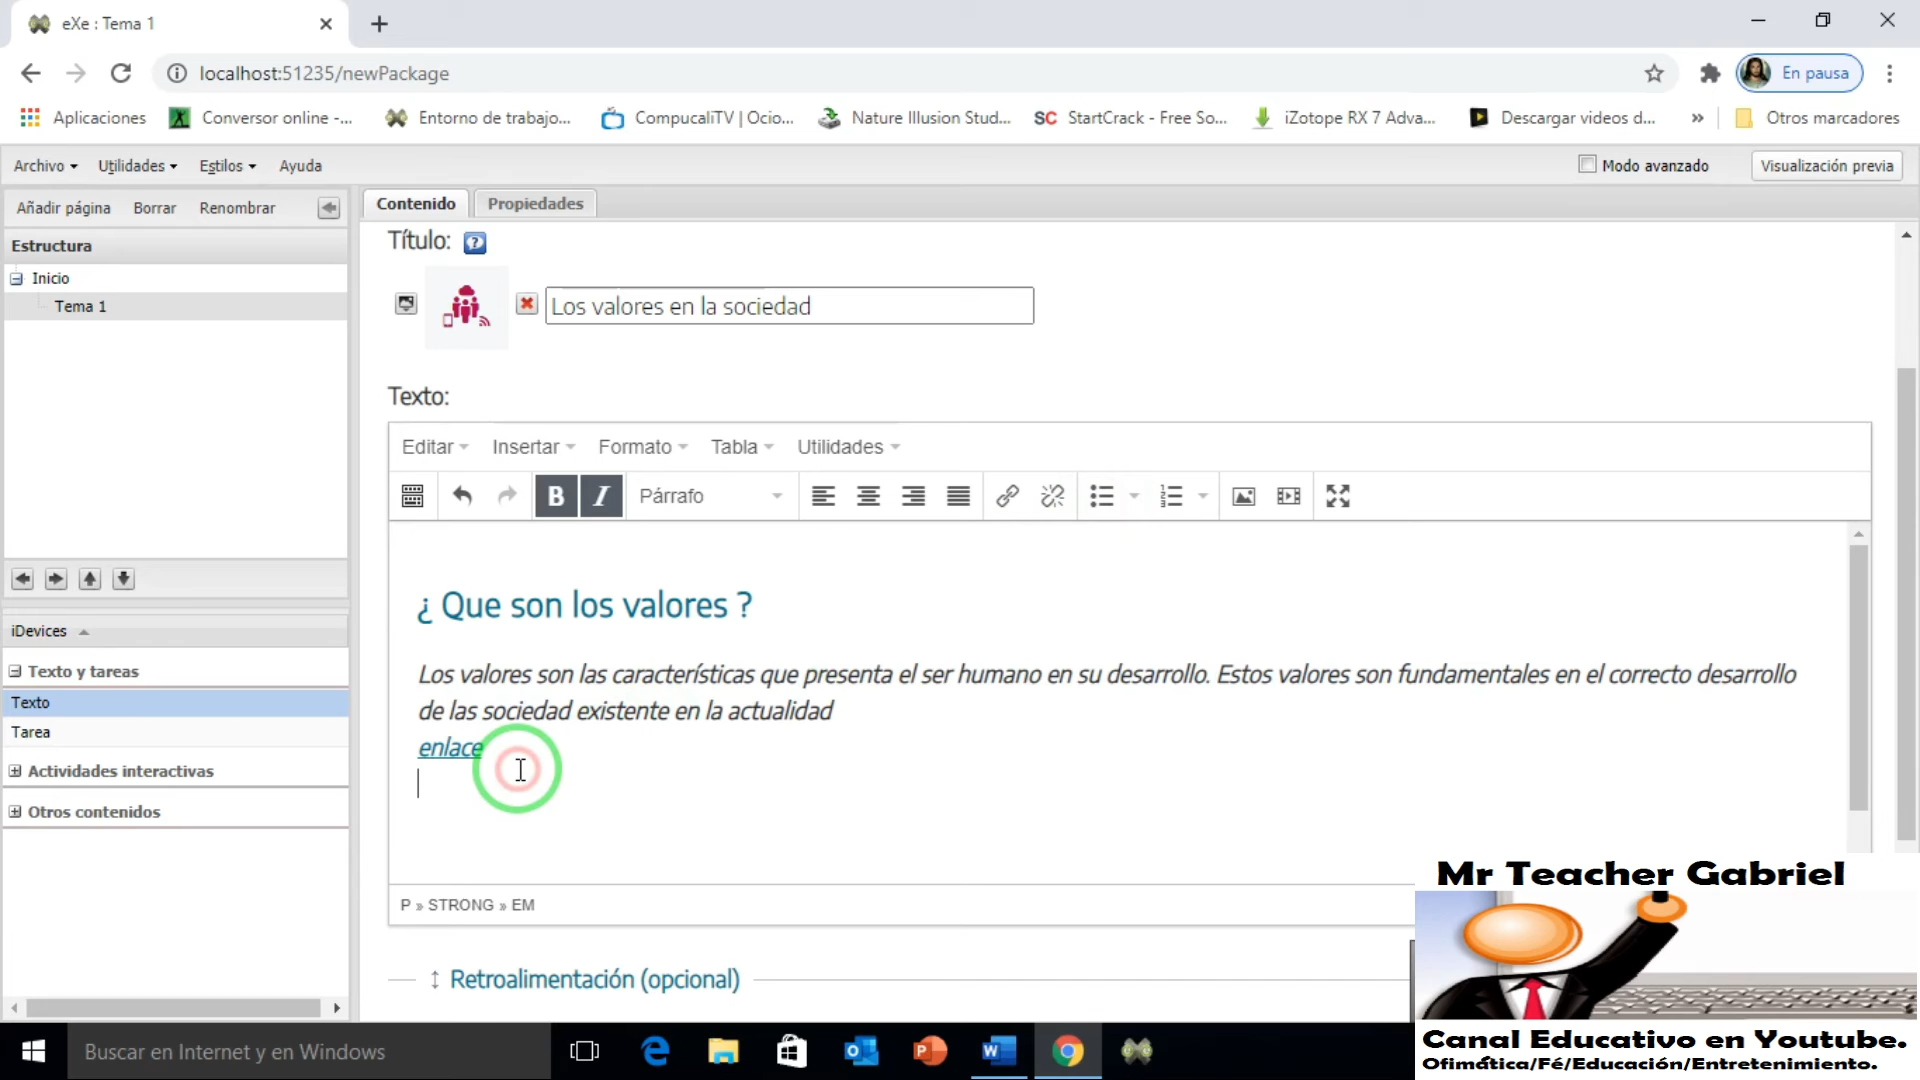 eXe : Tema 1
localhost:51235/newPackage
En pausa
Aplicaciones
Conversor online -...
Entorno de trabajo...
CompucaliTV | Ocio...
Nature Illusion Stud...
SC StartCrack - Free So...
iZotope RX 7 Adva...
Descargar videos d...
»
Otros marcadores
Archivo
Utilidades
Estilos
Ayuda
Modo avanzado
Visualización previa
Añadir página
Borrar
Renombrar
Contenido
Propiedades
Estructura
Inicio
Tema 1
Título:
Los valores en la sociedad
Texto:
Editar
Insertar
Formato
Tabla
Utilidades
B I Párrafo
¿ Que son los valores ?
Los valores son las características que presenta el ser humano en su desarrollo. Estos valores son fundamentales en el correcto desarrollo
de las sociedad existente en la actualidad
enlace
P » STRONG » EM
iDevices
Texto y tareas
Texto
Tarea
Actividades interactivas
Otros contenidos
Retroalimentación (opcional)
Mr Teacher Gabriel
Canal Educativo en Youtube.
Ofimática/Fé/Educación/Entretenimiento.
Buscar en Internet y en Windows